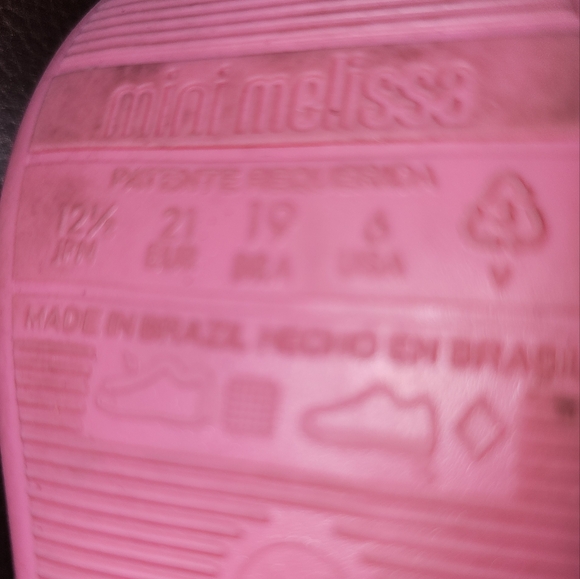 mini melissa
PATENTE REQUERIDA
12½ 21 19 6
JPN EUR BRA USA
V
MADE IN BRAZIL HECHO EN BRASIL